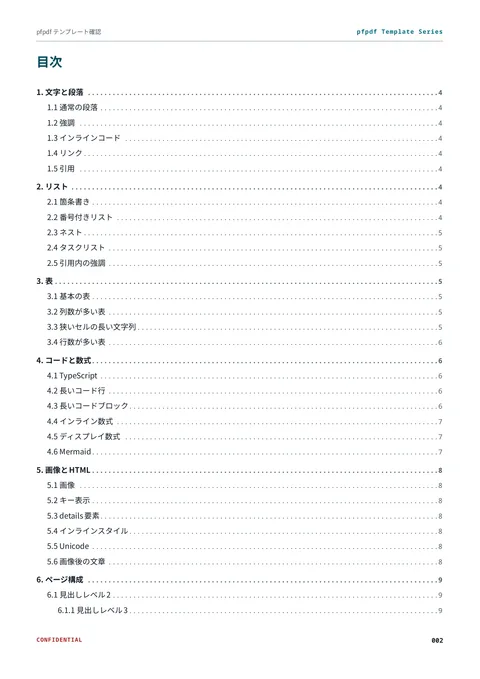 pfpdf テンプレート確認
pfpdf Template Series
目次
1. 文字と段落 4
1.1 通常の段落 4
1.2 強調 4
1.3 インラインコード 4
1.4 リンク 4
1.5 引用 4
2. リスト 4
2.1 箇条書き 4
2.2 番号付きリスト 4
2.3 ネスト 5
2.4 タスクリスト 5
2.5 引用内の強調 5
3. 表 5
3.1 基本の表 5
3.2 列数が多い表 5
3.3 狭いセルの長い文字列 5
3.4 行数が多い表 6
4. コードと数式 6
4.1 TypeScript 6
4.2 長いコード行 6
4.3 長いコードブロック 6
4.4 インライン数式 7
4.5 ディスプレイ数式 7
4.6 Mermaid 7
5. 画像と HTML 8
5.1 画像 8
5.2 キー表示 8
5.3 details 要素 8
5.4 インラインスタイル 8
5.5 Unicode 8
5.6 画像後の文章 8
6. ページ構成 9
6.1 見出しレベル 2 9
6.1.1 見出しレベル 3 9
CONFIDENTIAL
002